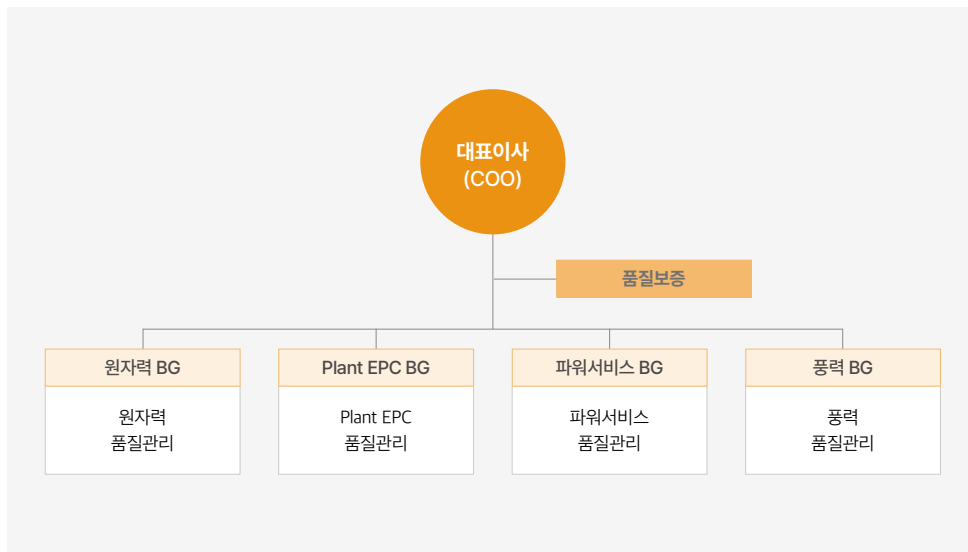 대표이사
(COO)
품질보증
원자력 BG
원자력
품질관리
Plant EPC BG
Plant EPC
품질관리
파워서비스 BG
파워서비스
품질관리
풍력 BG
풍력
품질관리